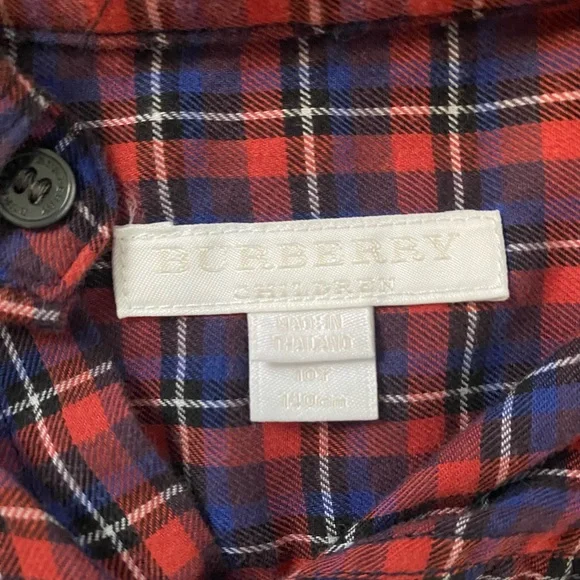 BURBERRY
CHILDREN
MADE IN
THAILAND
10Y
140cm